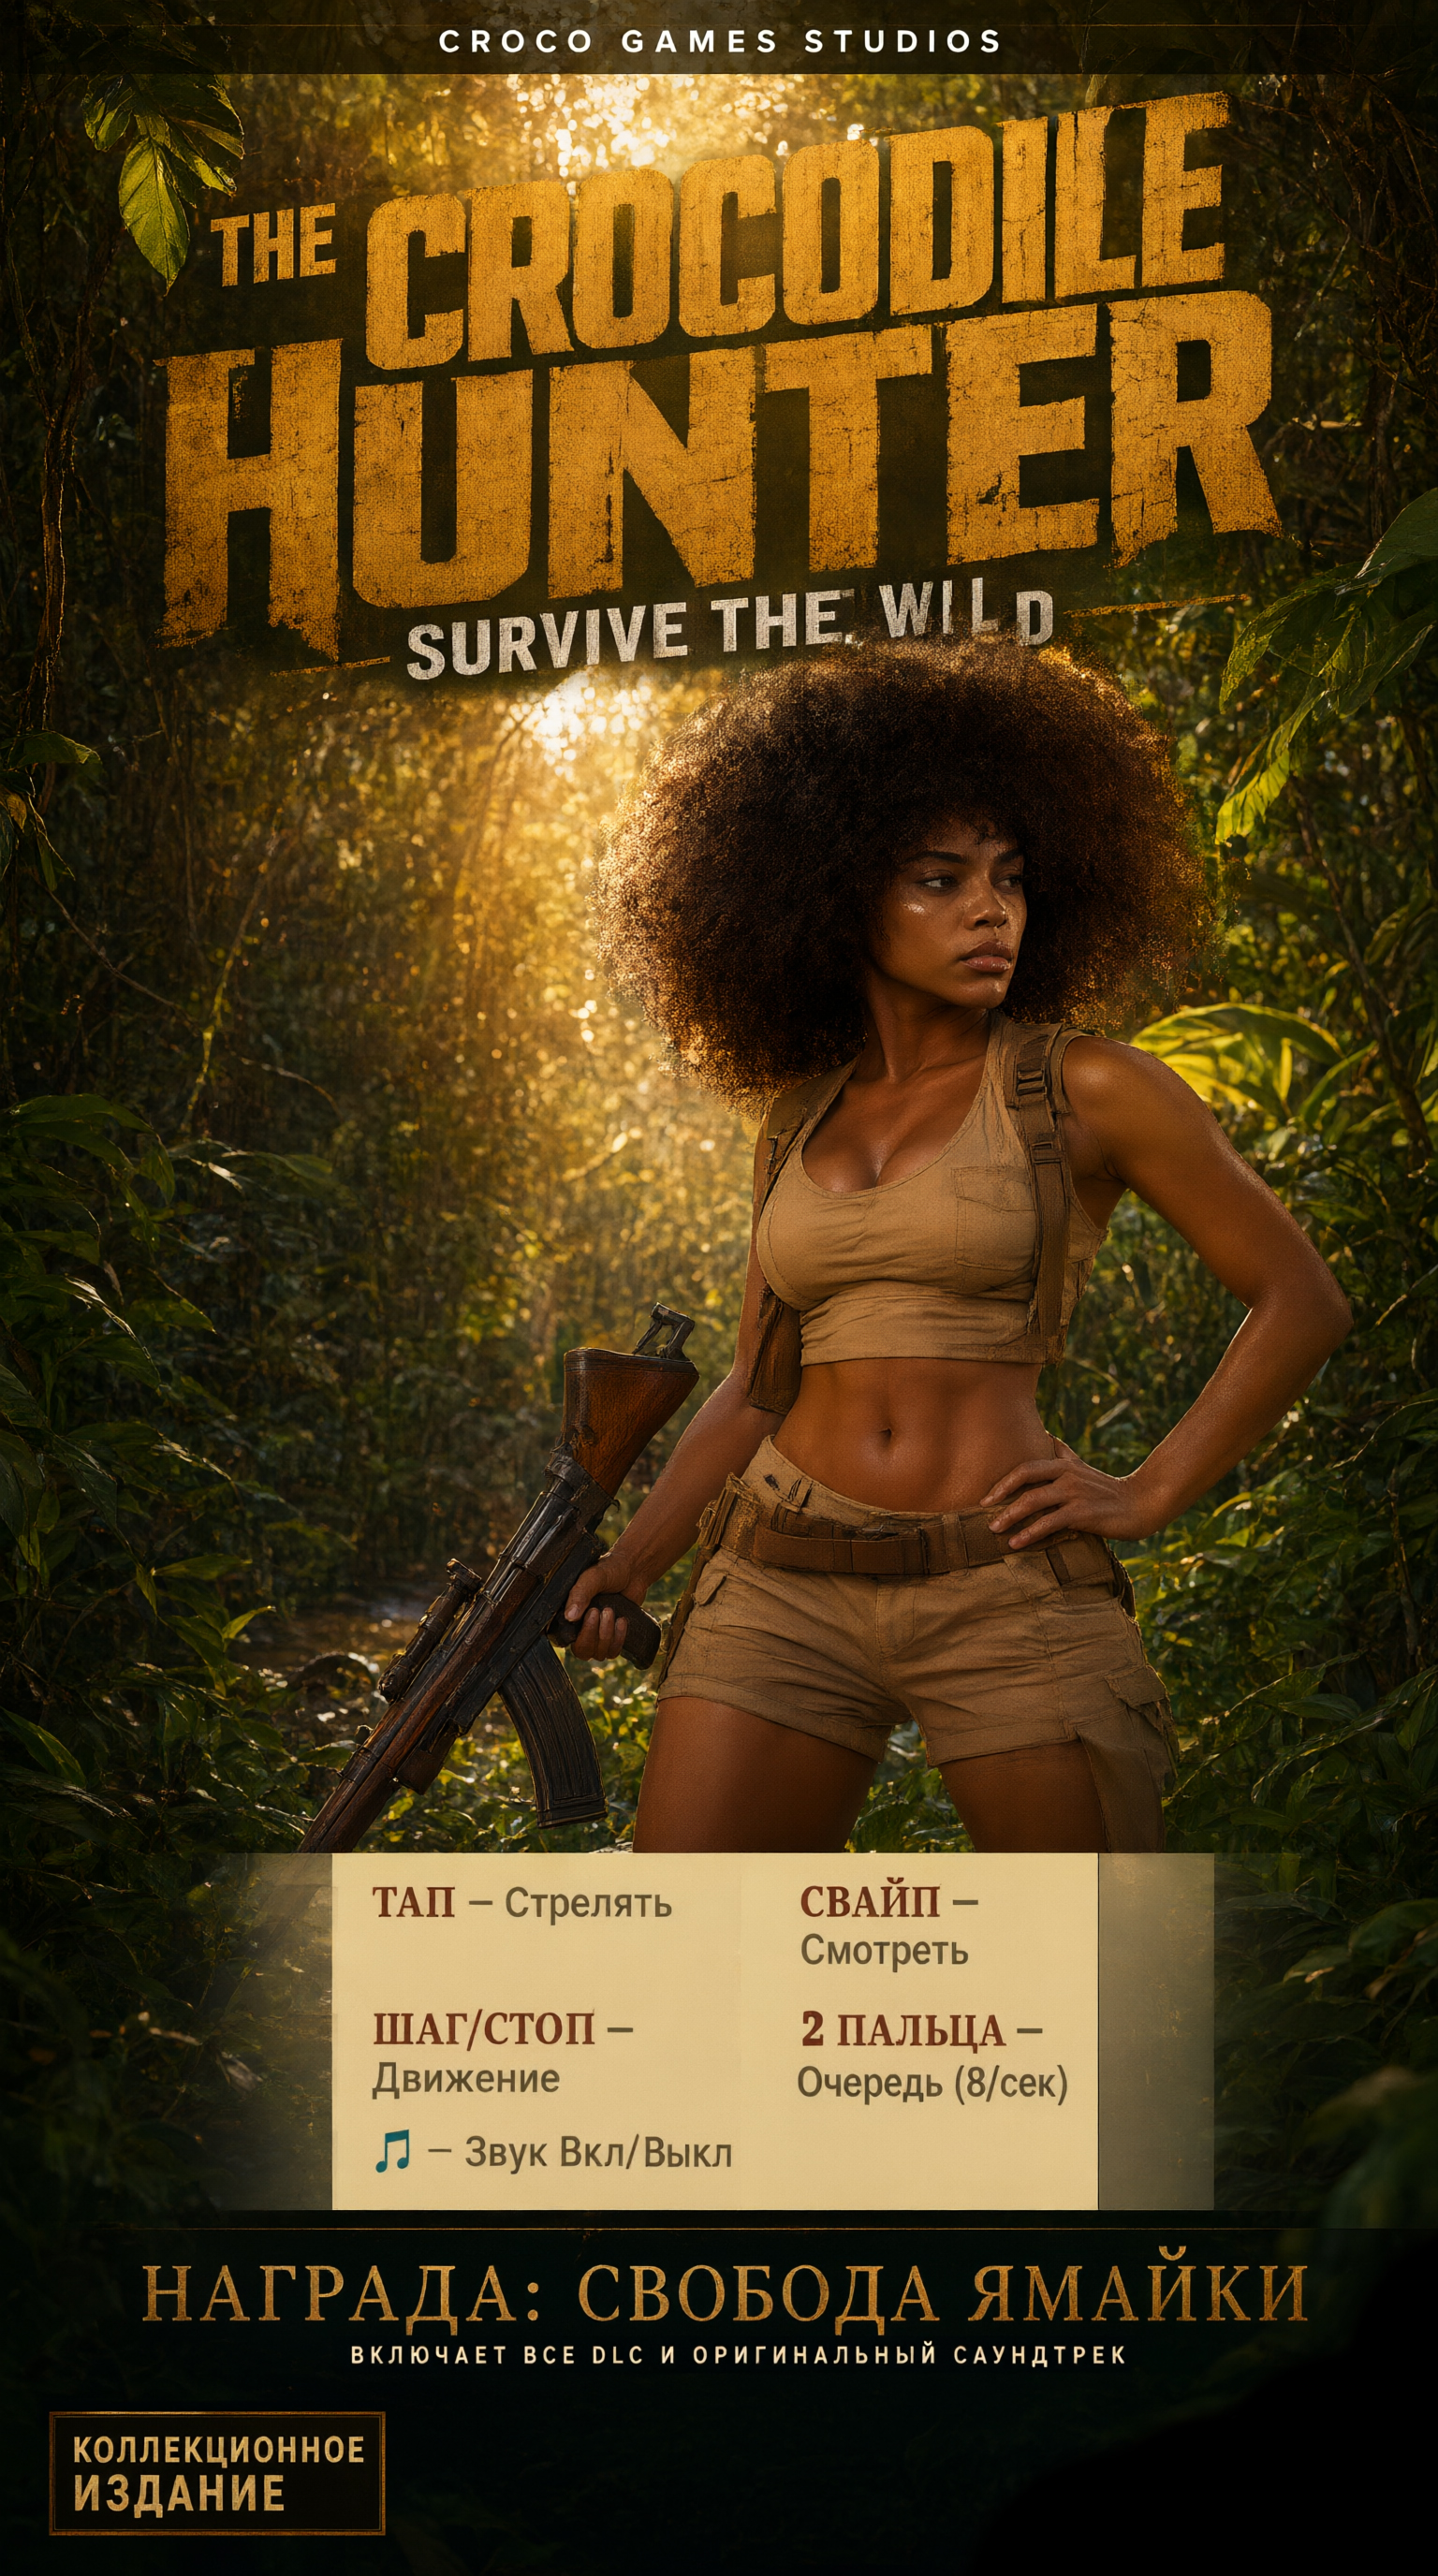 CROCO GAMES STUDIOS
THE CROCODILE
HUNTER
SURVIVE THE WILD
ТАП – Стрелять
СВАЙП –
Смотреть
ШАГ/СТОП –
Движение
2 ПАЛЬЦА –
Очередь (8/сек)
🎵 – Звук Вкл/Выкл
НАГРАДА: СВОБОДА ЯМАЙКИ
ВКЛЮЧАЕТ ВСЕ DLC И ОРИГИНАЛЬНЫЙ САУНДТРЕК
КОЛЛЕКЦИОННОЕ
ИЗДАНИЕ